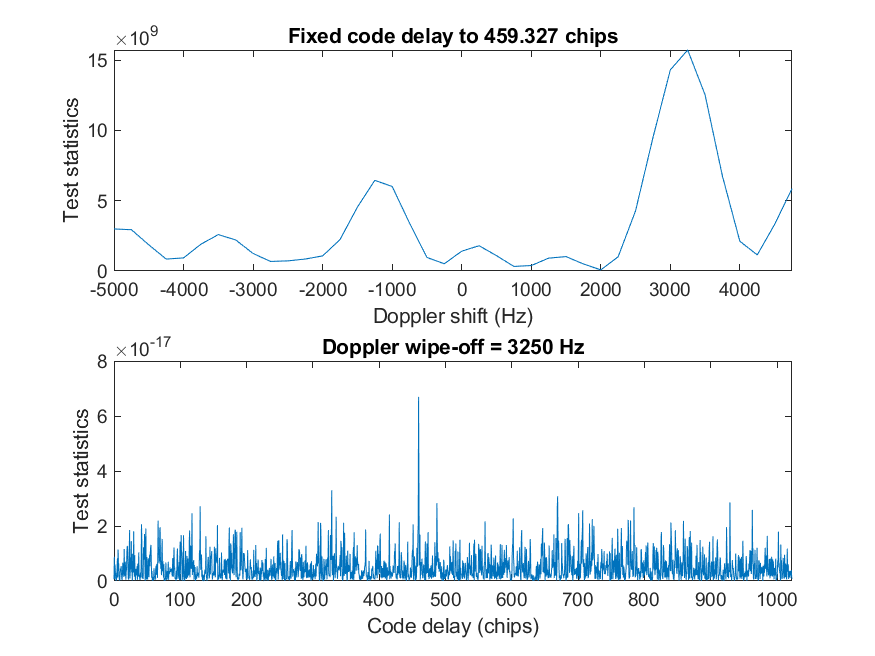 ×10^9
Fixed code delay to 459.327 chips
15
10
5
0
Test statistics
-5000 -4000 -3000 -2000 -1000 0 1000 2000 3000 4000
Doppler shift (Hz)
×10^-17
Doppler wipe-off = 3250 Hz
8
6
4
2
0
Test statistics
0 100 200 300 400 500 600 700 800 900 1000
Code delay (chips)